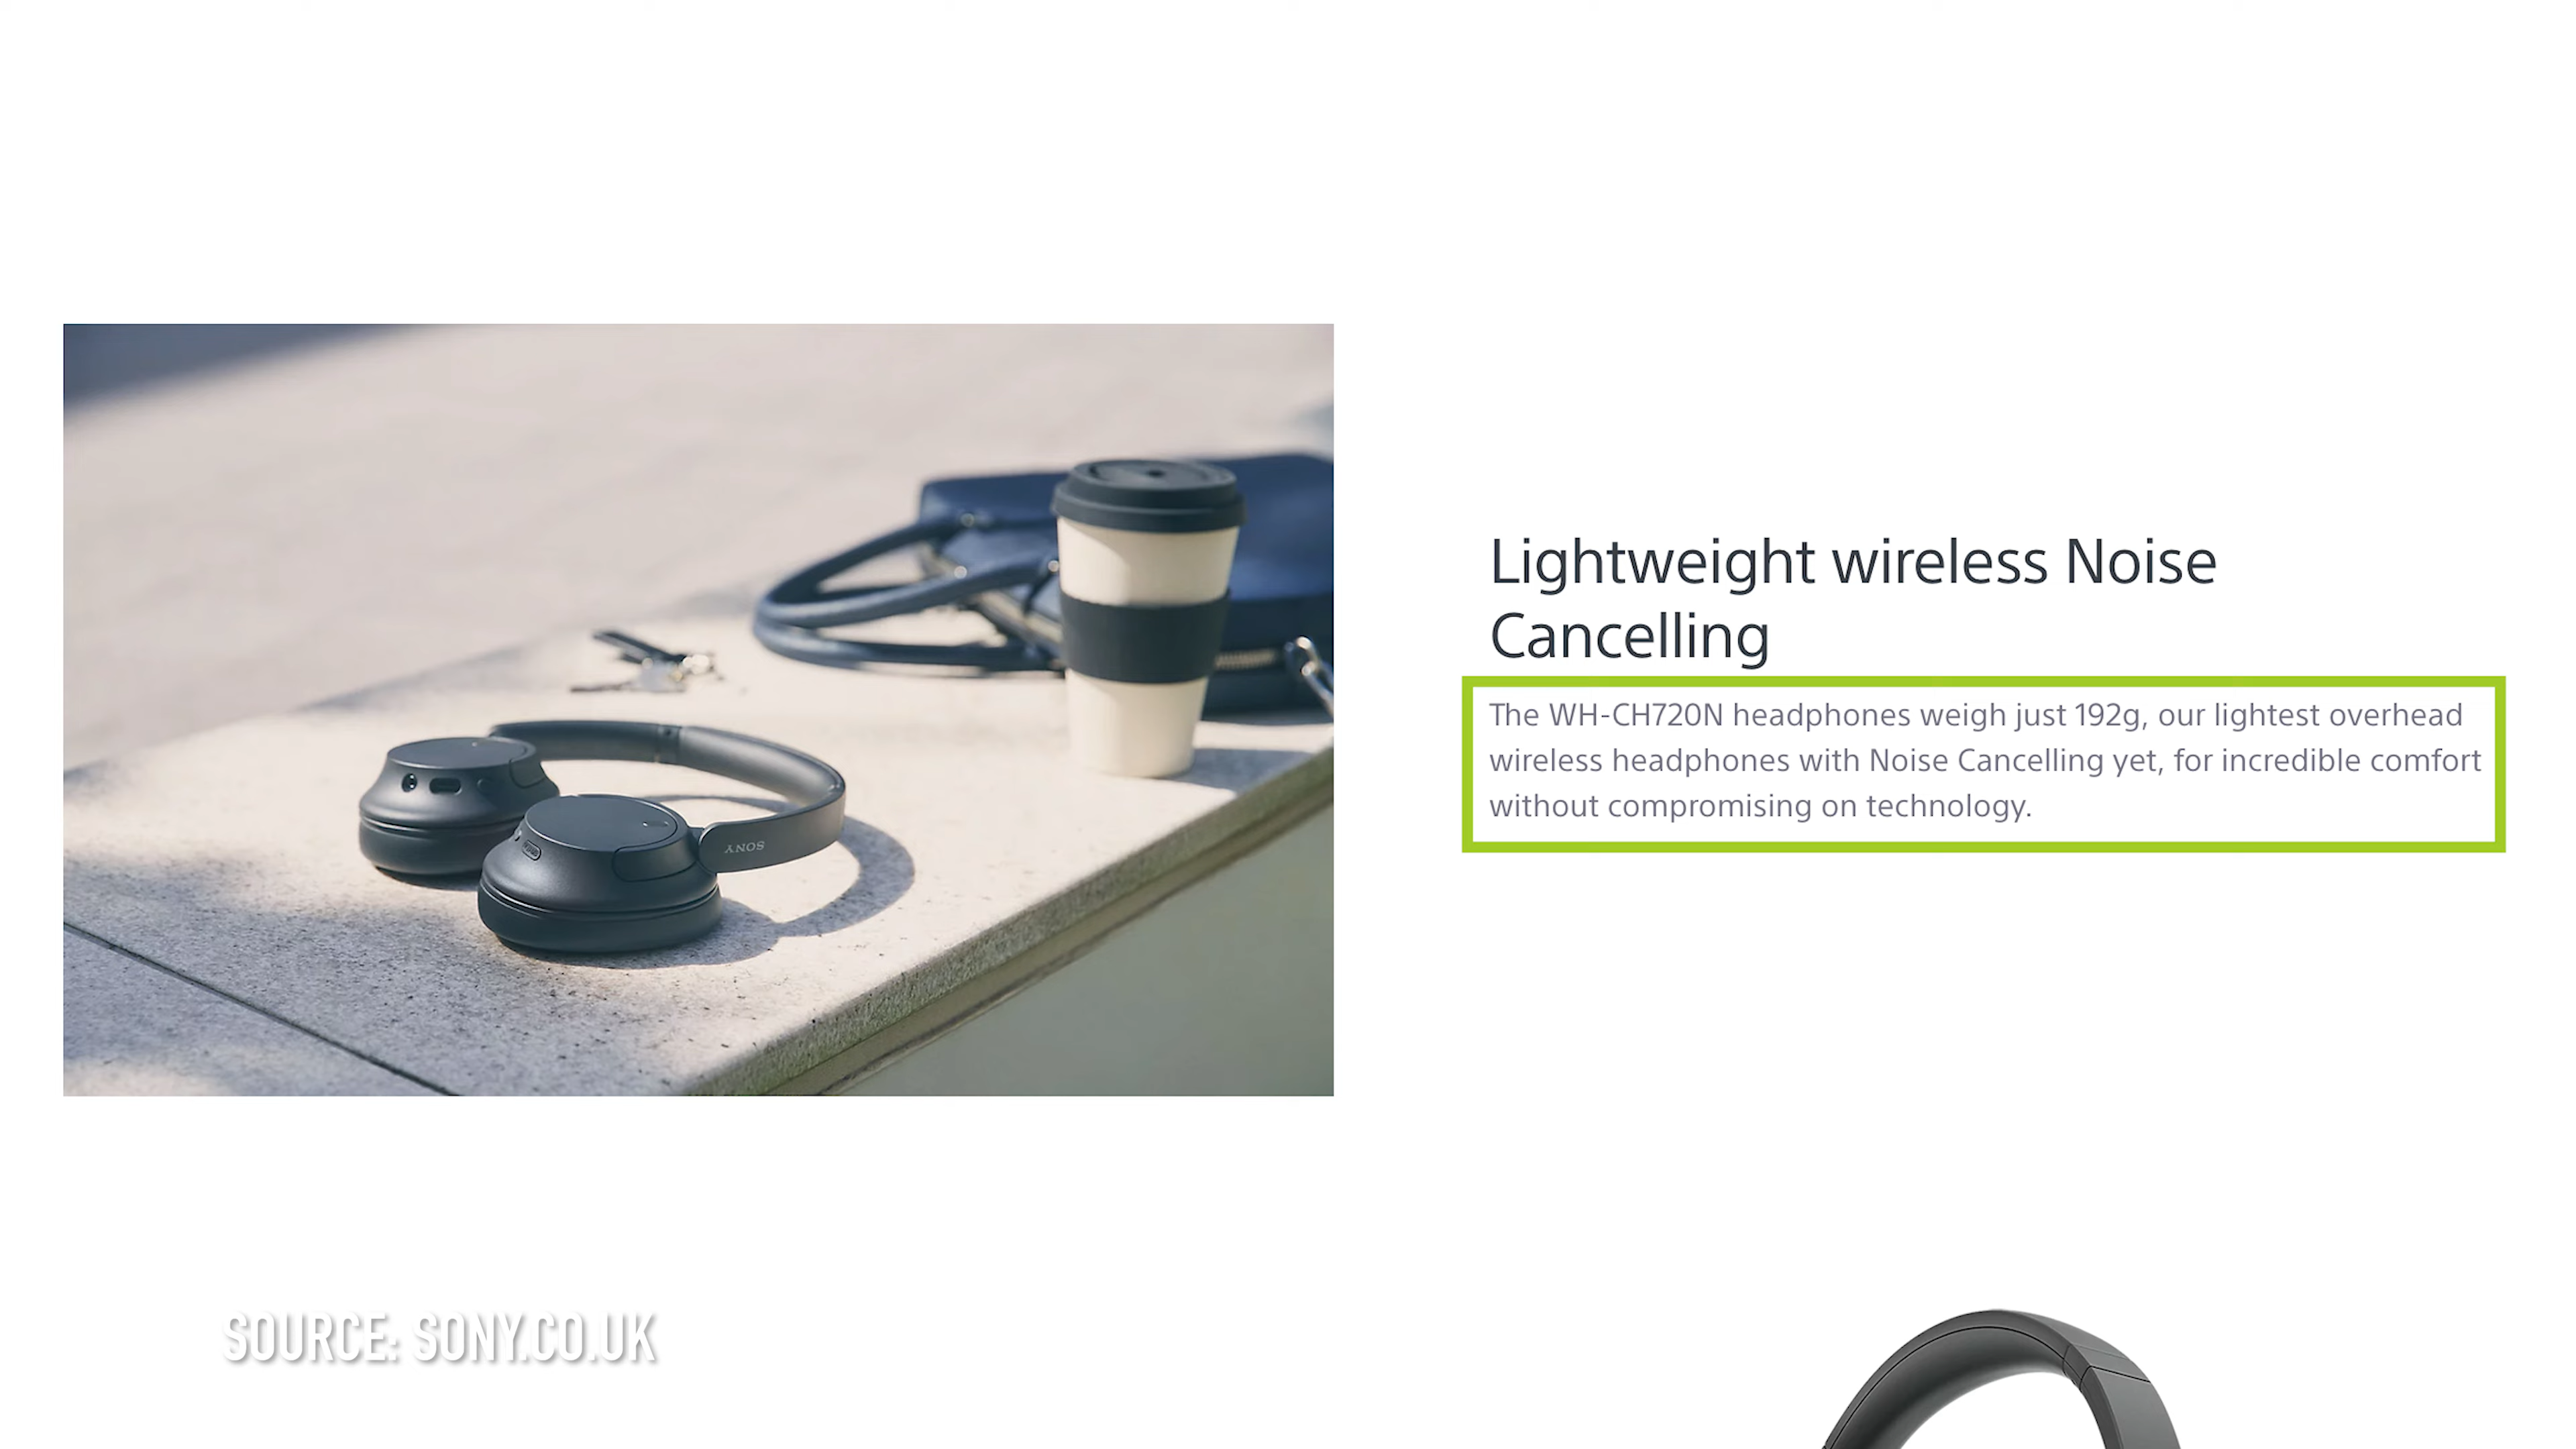 Lightweight wireless Noise
Cancelling
The WH-CH720N headphones weigh just 192g, our lightest overhead
wireless headphones with Noise Cancelling yet, for incredible comfort
without compromising on technology.
SONY
SOURCE: SONY.CO.UK